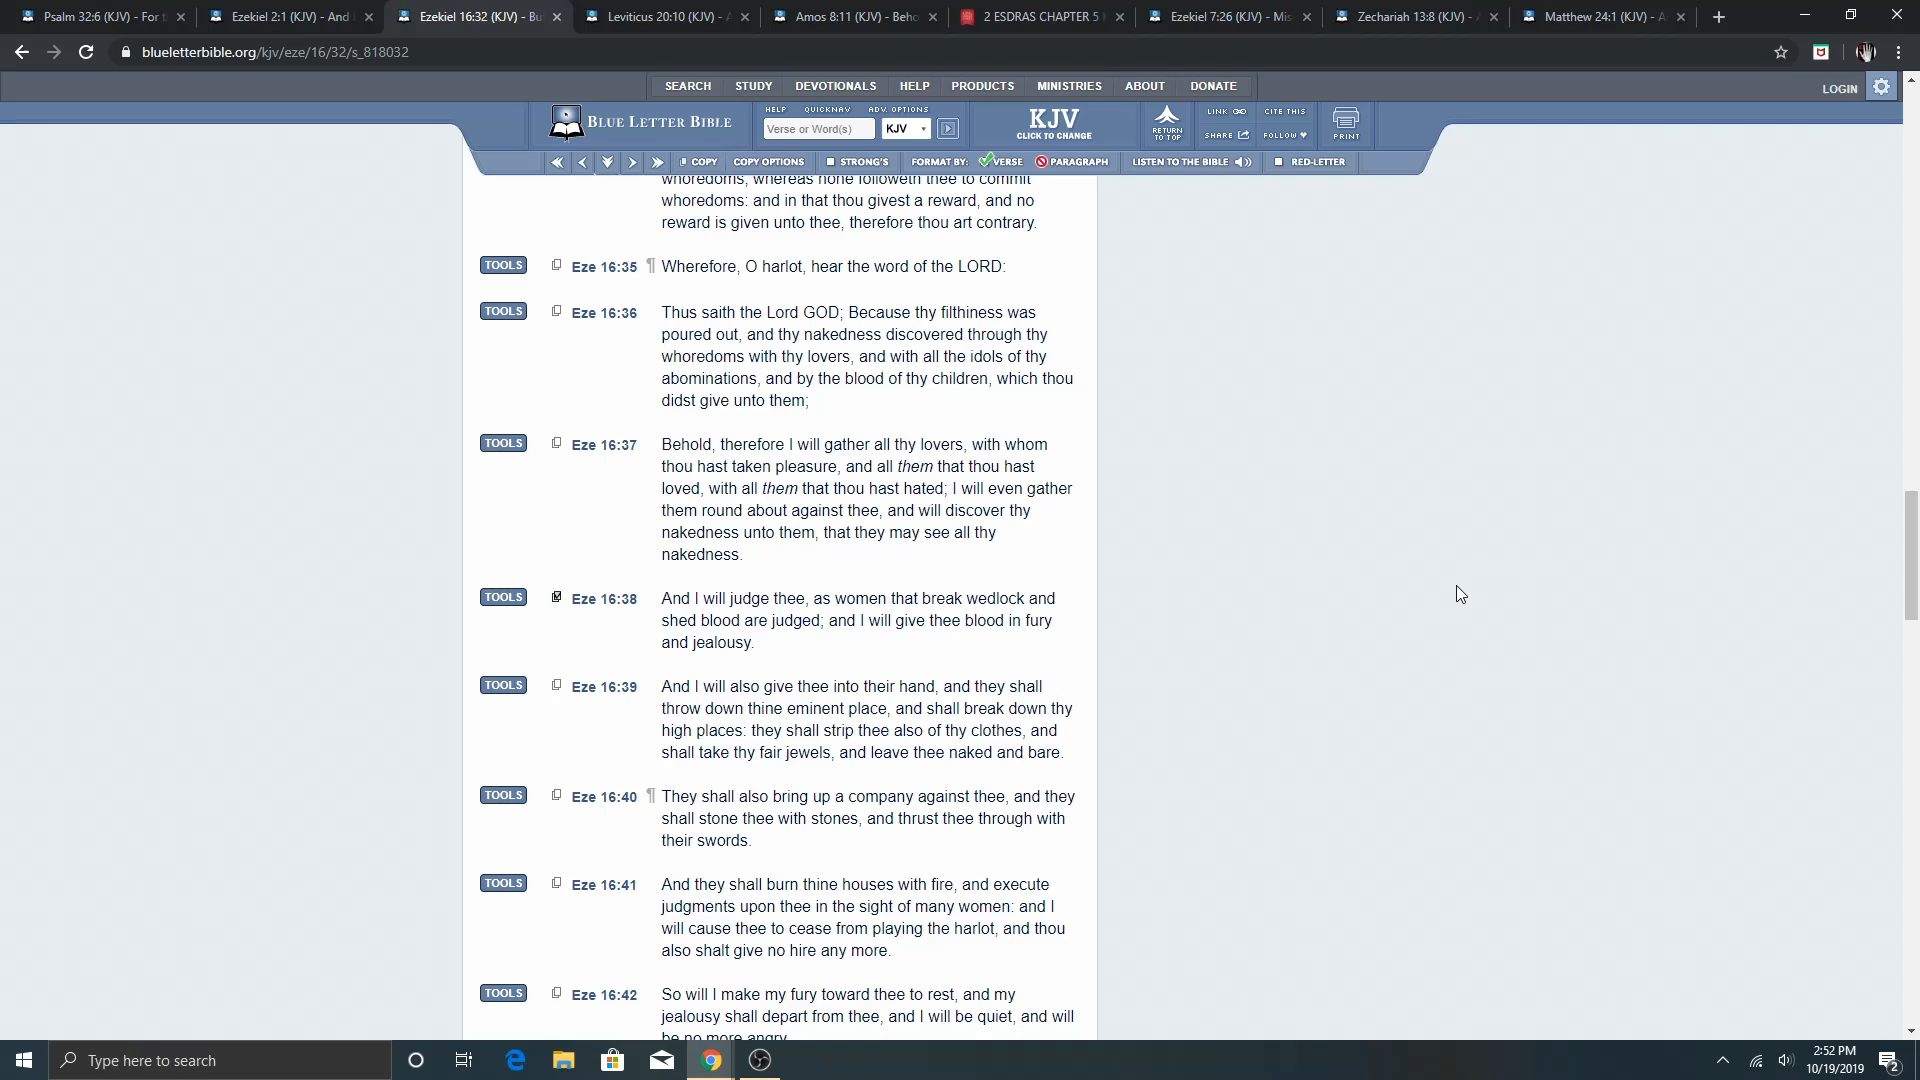 Psalm 32:6 (KJV) - For t
Ezekiel 2:1 (KJV) - And
Ezekiel 16:32 (KJV) - Bu
Leviticus 20:10 (KJV) - A
Amos 8:11 (KJV) - Beho
2 ESDRAS CHAPTER 5
Ezekiel 7:26 (KJV) - Mis
Zechariah 13:8 (KJV) - A
Matthew 24:1 (KJV) - A
blueletterbible.org/kjv/eze/16/32/s_818032
SEARCH STUDY DEVOTIONALS HELP PRODUCTS MINISTRIES ABOUT DONATE
LOGIN
BLUE LETTER BIBLE
HELP QUICKNAV ADV. OPTIONS
Verse or Word(s)
KJV
KJV
CLICK TO CHANGE
RETURN
TO TOP
LINK CITE THIS
SHARE FOLLOW
PRINT
COPY COPY OPTIONS STRONG'S FORMAT BY: VERSE PARAGRAPH LISTEN TO THE BIBLE RED-LETTER
whoredoms, whereas none followeth thee to commit
whoredoms: and in that thou givest a reward, and no
reward is given unto thee, therefore thou art contrary.
TOOLS Eze 16:35 ¶ Wherefore, O harlot, hear the word of the LORD:
TOOLS Eze 16:36 Thus saith the Lord GOD; Because thy filthiness was
poured out, and thy nakedness discovered through thy
whoredoms with thy lovers, and with all the idols of thy
abominations, and by the blood of thy children, which thou
didst give unto them;
TOOLS Eze 16:37 Behold, therefore I will gather all thy lovers, with whom
thou hast taken pleasure, and all them that thou hast
loved, with all them that thou hast hated; I will even gather
them round about against thee, and will discover thy
nakedness unto them, that they may see all thy
nakedness.
TOOLS Eze 16:38 And I will judge thee, as women that break wedlock and
shed blood are judged; and I will give thee blood in fury
and jealousy.
TOOLS Eze 16:39 And I will also give thee into their hand, and they shall
throw down thine eminent place, and shall break down thy
high places: they shall strip thee also of thy clothes, and
shall take thy fair jewels, and leave thee naked and bare.
TOOLS Eze 16:40 ¶ They shall also bring up a company against thee, and they
shall stone thee with stones, and thrust thee through with
their swords.
TOOLS Eze 16:41 And they shall burn thine houses with fire, and execute
judgments upon thee in the sight of many women: and I
will cause thee to cease from playing the harlot, and thou
also shalt give no hire any more.
TOOLS Eze 16:42 So will I make my fury toward thee to rest, and my
jealousy shall depart from thee, and I will be quiet, and will
be no more angry.
Type here to search
2:52 PM
10/19/2019
2